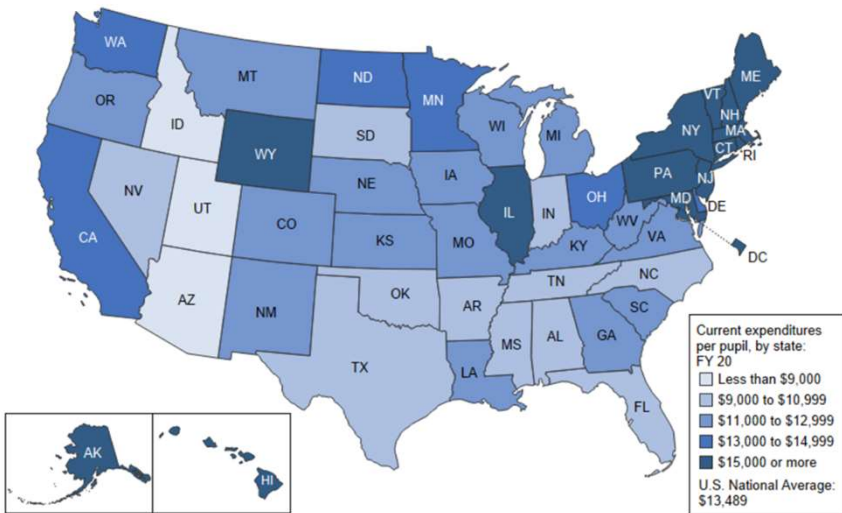 WA
MT
ND
MN
OR
ID
SD
WI
MI
WY
NV
NE
IA
UT
CO
CA
KS
MO
IL
IN
OH
KY
WV
VA
PA
NY
VT
NH
ME
MA
CT
RI
NJ
MD
DE
DC
AZ
NM
OK
AR
TN
NC
SC
MS
AL
GA
TX
LA
FL
AK
HI
Current expenditures
per pupil, by state:
FY 20
Less than $9,000
$9,000 to $10,999
$11,000 to $12,999
$13,000 to $14,999
$15,000 or more
U.S. National Average:
$13,489